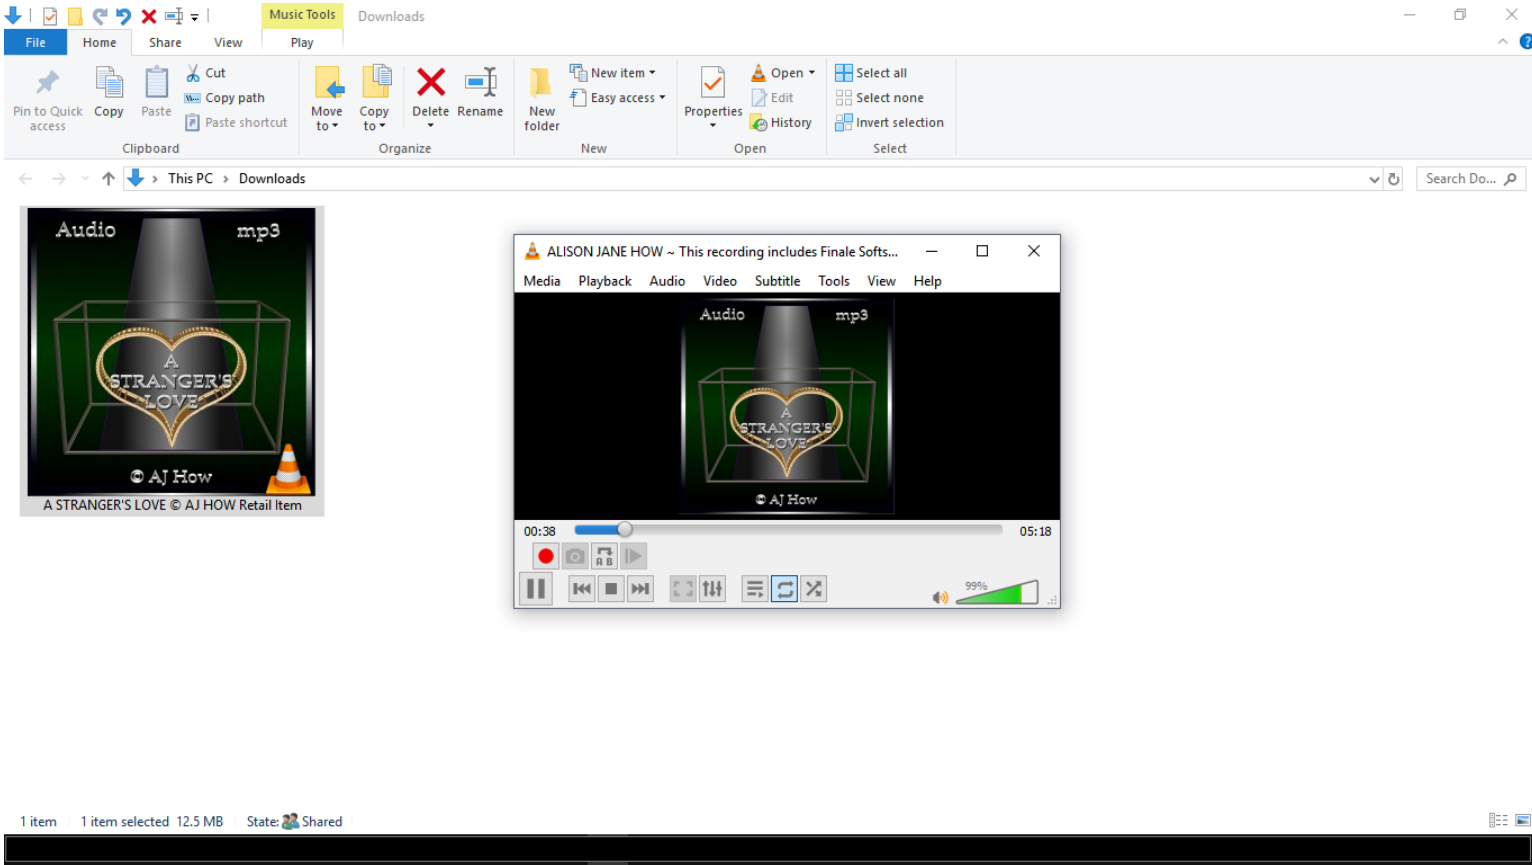 Music Tools
Downloads
File
Home
Share
View
Play
?
Pin to Quick
access
Copy
Paste
Cut
Copy path
Paste shortcut
Clipboard
Move
to
Copy
to
Delete
Rename
Organize
New
folder
New item
Easy access
New
Properties
Open
Edit
History
Open
Select all
Select none
Invert selection
Select
This PC > Downloads
Search Do...
Audio
mp3
A
STRANGER'S
LOVE
© AJ How
A STRANGER'S LOVE © AJ HOW Retail Item
ALISON JANE HOW ~ This recording includes Finale Softs...
Media
Playback
Audio
Video
Subtitle
Tools
View
Help
Audio
mp3
A
STRANGER'S
LOVE
© AJ How
00:38
05:18
A B
99%
1 item
1 item selected 12.5 MB
State: Shared